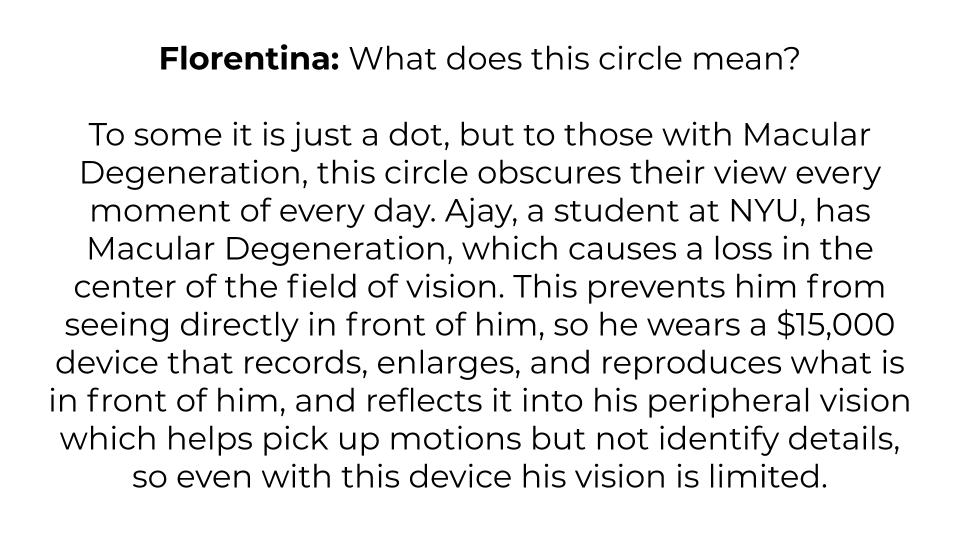 Florentina: What does this circle mean?
To some it is just a dot, but to those with Macular
Degeneration, this circle obscures their view every
moment of every day. Ajay, a student at NYU, has
Macular Degeneration, which causes a loss in the
center of the field of vision. This prevents him from
seeing directly in front of him, so he wears a $15,000
device that records, enlarges, and reproduces what is
in front of him, and reflects it into his peripheral vision
which helps pick up motions but not identify details,
so even with this device his vision is limited.